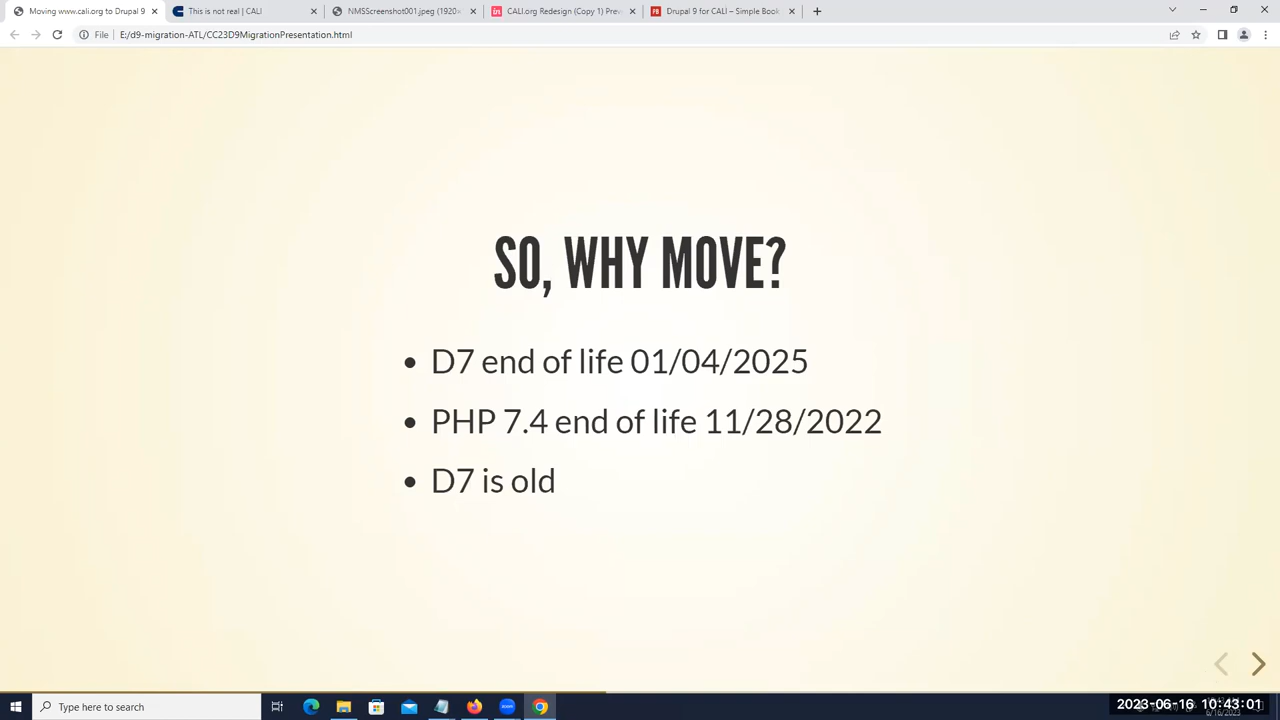 Moving www.cali.org to Drupal 9
This is not real | CALI
NMSScreenshot001.jpeg (1920×
CALI.org Redesign (Copy 1) Prev
Drupal 9 for CALI – Simple Book
File
E:/d9-migration-ATL/CC23D9MigrationPresentation.html
SO, WHY MOVE?
• D7 end of life 01/04/2025
• PHP 7.4 end of life 11/28/2022
• D7 is old
Type here to search
2023-06-16 10:43:01